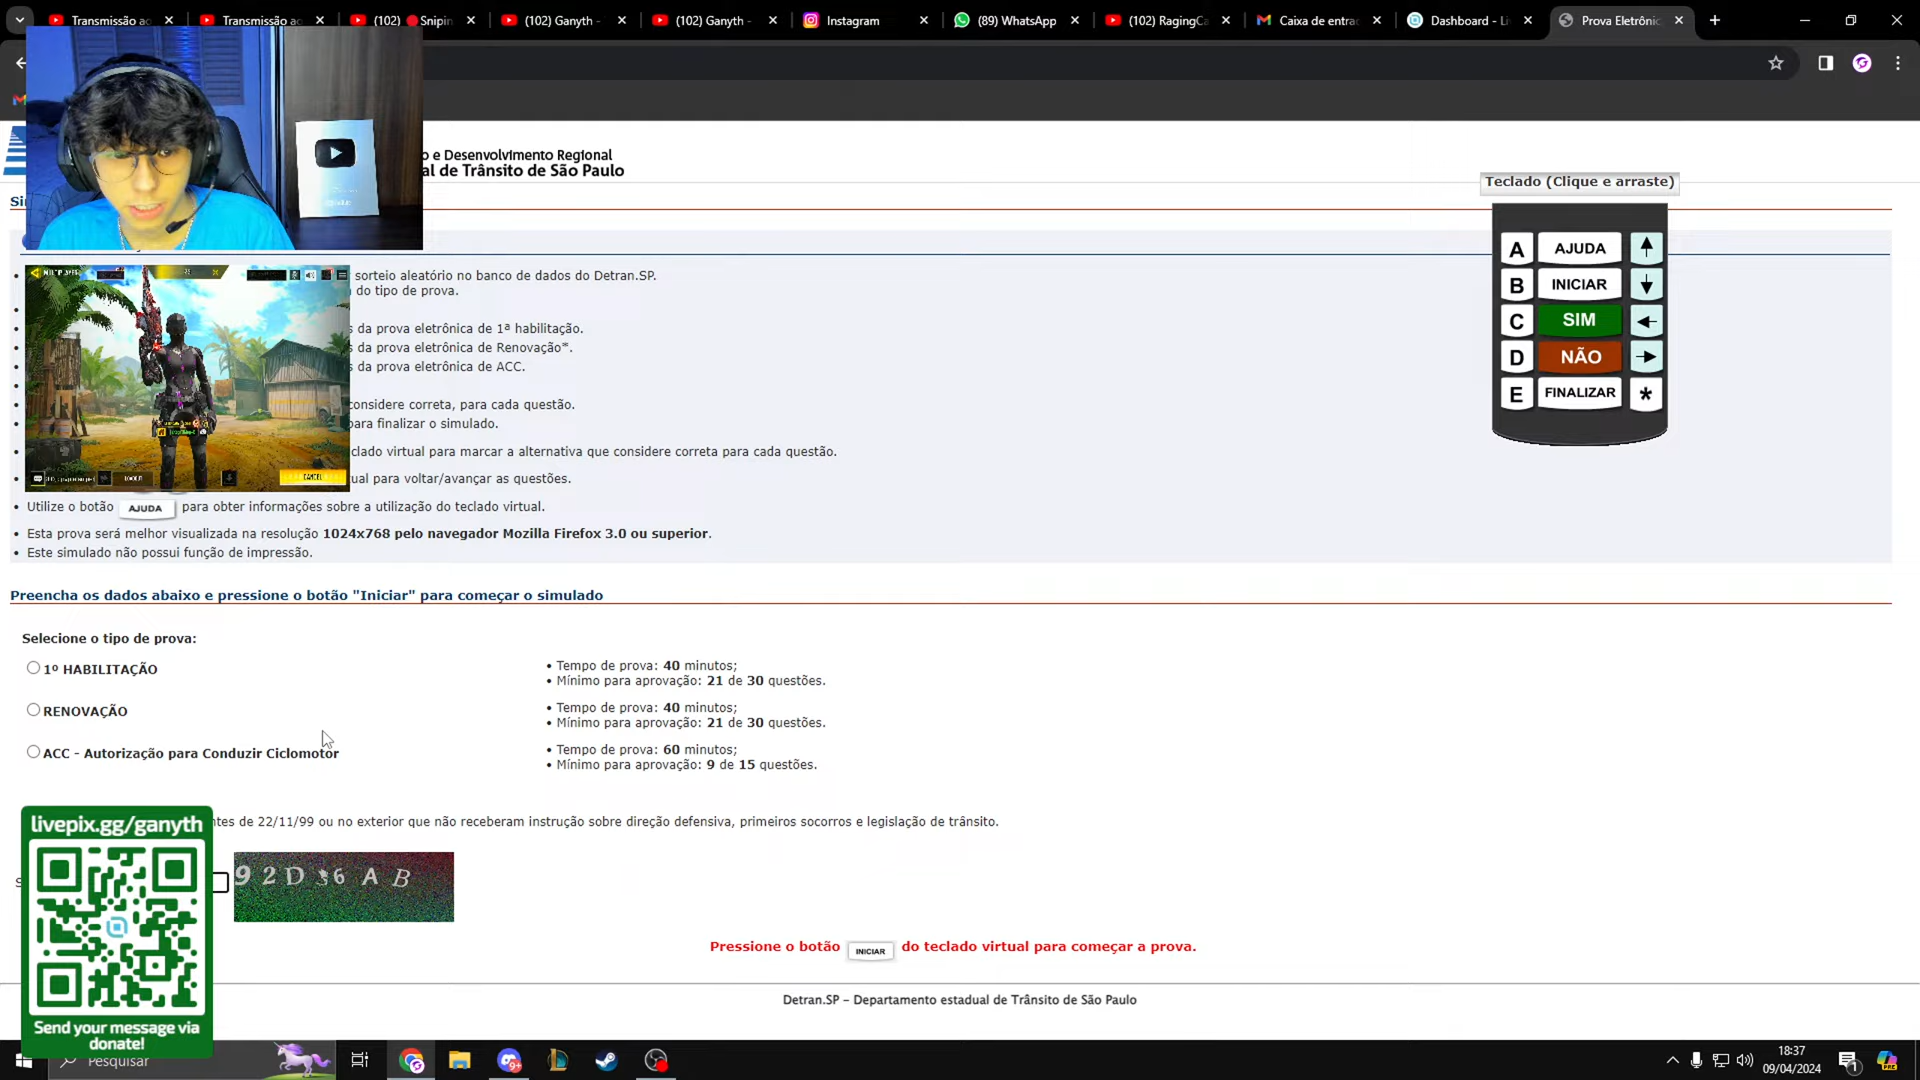 Transmissão ao
Transmissão ao
(102) Snipin
(102) Ganyth -
(102) Ganyth -
Instagram
(89) WhatsApp
(102) RagingCa
Caixa de entra
Dashboard - Li
Prova Eletrônic
o e Desenvolvimento Regional
al de Trânsito de São Paulo
Teclado (Clique e arraste)
A AJUDA
B INICIAR
C SIM
D NÃO
E FINALIZAR *
sorteio aleatório no banco de dados do Detran.SP.
do tipo de prova.
s da prova eletrônica de 1ª habilitação.
s da prova eletrônica de Renovação*.
s da prova eletrônica de ACC.
considere correta, para cada questão.
para finalizar o simulado.
clado virtual para marcar a alternativa que considere correta para cada questão.
tual para voltar/avançar as questões.
CANCEL
• Utilize o botão AJUDA para obter informações sobre a utilização do teclado virtual.
• Esta prova será melhor visualizada na resolução 1024x768 pelo navegador Mozilla Firefox 3.0 ou superior.
• Este simulado não possui função de impressão.
Preencha os dados abaixo e pressione o botão "Iniciar" para começar o simulado
Selecione o tipo de prova:
1º HABILITAÇÃO
• Tempo de prova: 40 minutos;
• Mínimo para aprovação: 21 de 30 questões.
RENOVAÇÃO
• Tempo de prova: 40 minutos;
• Mínimo para aprovação: 21 de 30 questões.
ACC - Autorização para Conduzir Ciclomotor
• Tempo de prova: 60 minutos;
• Mínimo para aprovação: 9 de 15 questões.
livepix.gg/ganyth
ntes de 22/11/99 ou no exterior que não receberam instrução sobre direção defensiva, primeiros socorros e legislação de trânsito.
92D36AB
Pressione o botão INICIAR do teclado virtual para começar a prova.
Detran.SP - Departamento estadual de Trânsito de São Paulo
Send your message via
donate!
Pesquisar
18:37
09/04/2024